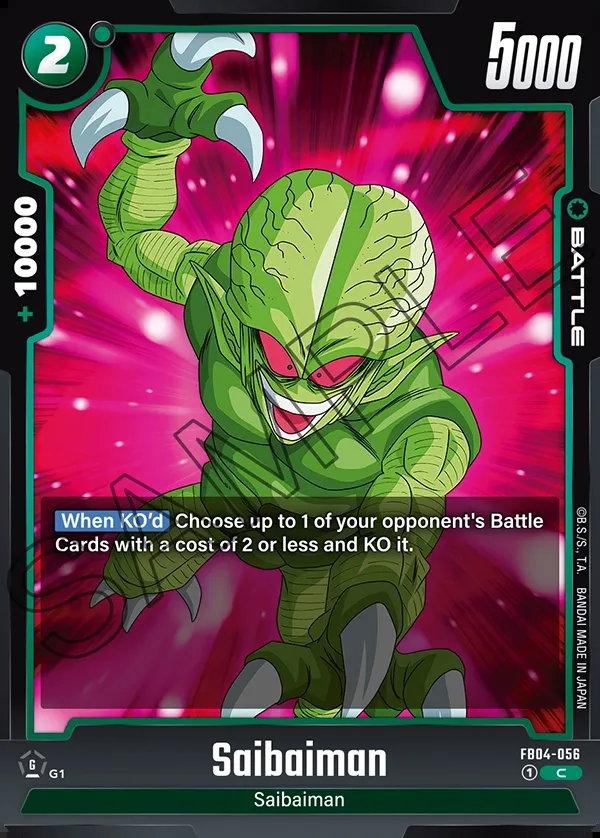 2
5000
+ 10000
BATTLE
SAMPLE
When KO'd Choose up to 1 of your opponent's Battle
Cards with a cost of 2 or less and KO it.
©B.S./S., T.A. BANDAI MADE IN JAPAN
G
G1
Saibaiman
FB04-056
1 C
Saibaiman